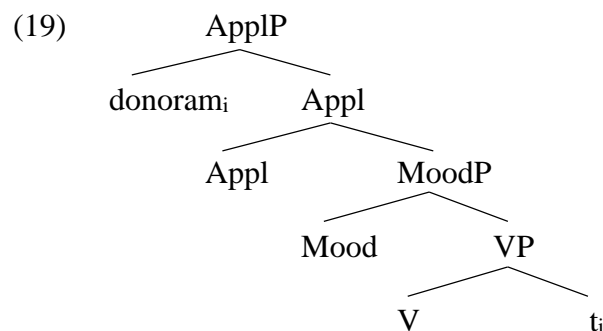 (19) ApplP
donoramᵢ Appl
Appl MoodP
Mood VP
V tᵢ